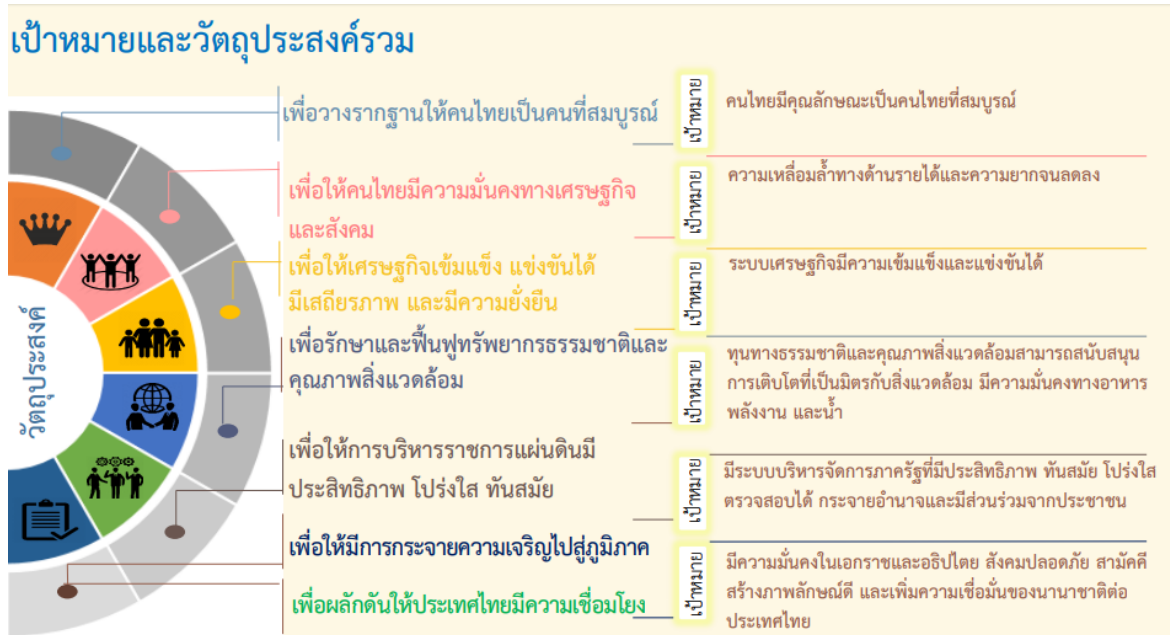 เป้าหมายและวัตถุประสงค์รวม
วัตถุประสงค์
เพื่อวางรากฐานให้คนไทยเป็นคนที่สมบูรณ์
เป้าหมาย
คนไทยมีคุณลักษณะเป็นคนไทยที่สมบูรณ์
เพื่อให้คนไทยมีความมั่นคงทางเศรษฐกิจ
และสังคม
เป้าหมาย
ความเหลื่อมล้ำทางด้านรายได้และความยากจนลดลง
เพื่อให้เศรษฐกิจเข้มแข็ง แข่งขันได้
มีเสถียรภาพ และมีความยั่งยืน
เป้าหมาย
ระบบเศรษฐกิจมีความเข้มแข็งและแข่งขันได้
เพื่อรักษาและฟื้นฟูทรัพยากรธรรมชาติและ
คุณภาพสิ่งแวดล้อม
เป้าหมาย
ทุนทางธรรมชาติและคุณภาพสิ่งแวดล้อมสามารถสนับสนุน
การเติบโตที่เป็นมิตรกับสิ่งแวดล้อม มีความมั่นคงทางอาหาร
พลังงาน และน้ำ
เพื่อให้การบริหารราชการแผ่นดินมี
ประสิทธิภาพ โปร่งใส ทันสมัย
เป้าหมาย
มีระบบบริหารจัดการภาครัฐที่มีประสิทธิภาพ ทันสมัย โปร่งใส
ตรวจสอบได้ กระจายอำนาจและมีส่วนร่วมจากประชาชน
เพื่อให้มีการกระจายความเจริญไปสู่ภูมิภาค
เพื่อผลักดันให้ประเทศไทยมีความเชื่อมโยง
เป้าหมาย
มีความมั่นคงในเอกราชและอธิปไตย สังคมปลอดภัย สามัคคี
สร้างภาพลักษณ์ดี และเพิ่มความเชื่อมั่นของนานาชาติต่อ
ประเทศไทย